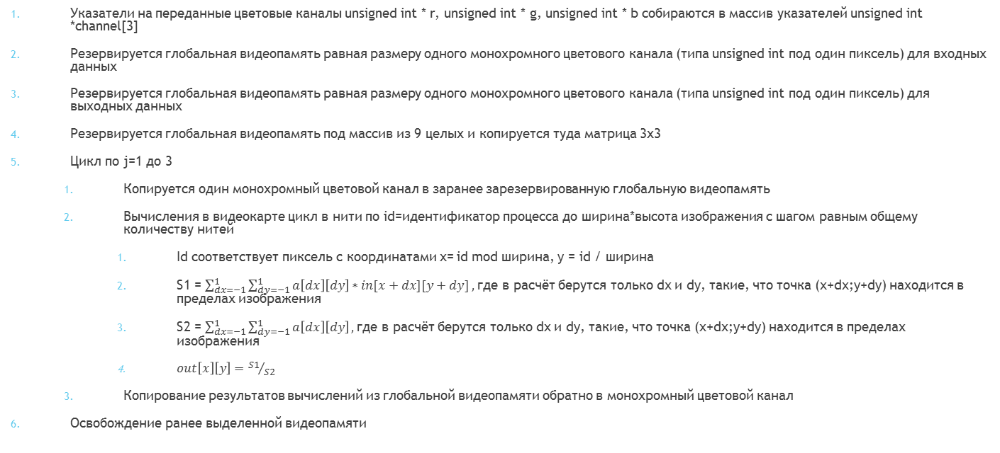 1. Указатели на переданные цветовые каналы unsigned int * r, unsigned int * g, unsigned int * b собираются в массив указателей unsigned int
*channel[3]
2. Резервируется глобальная видеопамять равная размеру одного монохромного цветового канала (типа unsigned int под один пиксель) для входных
данных
3. Резервируется глобальная видеопамять равная размеру одного монохромного цветового канала (типа unsigned int под один пиксель) для
выходных данных
4. Резервируется глобальная видеопамять под массив из 9 целых и копируется туда матрица 3x3
5. Цикл по j=1 до 3
1. Копируется один монохромный цветовой канал в заранее зарезервированную глобальную видеопамять
2. Вычисления в видеокарте цикл в нити по id=идентификатор процесса до ширина*высота изображения с шагом равным общему
количеству нитей
1. Id соответствует пиксель с координатами x= id mod ширина, y = id / ширина
2. S1 = ∑¹_{dx=−1} ∑¹_{dy=−1} a[dx][dy] ∗ in[x + dx][y + dy] , где в расчёт берутся только dx и dy, такие, что точка (x+dx;y+dy) находится в
пределах изображения
3. S2 = ∑¹_{dx=−1} ∑¹_{dy=−1} a[dx][dy] , где в расчёт берутся только dx и dy, такие, что точка (x+dx;y+dy) находится в пределах
изображения
4. out[x][y] = S1/S2
3. Копирование результатов вычислений из глобальной видеопамяти обратно в монохромный цветовой канал
6. Освобождение ранее выделенной видеопамяти